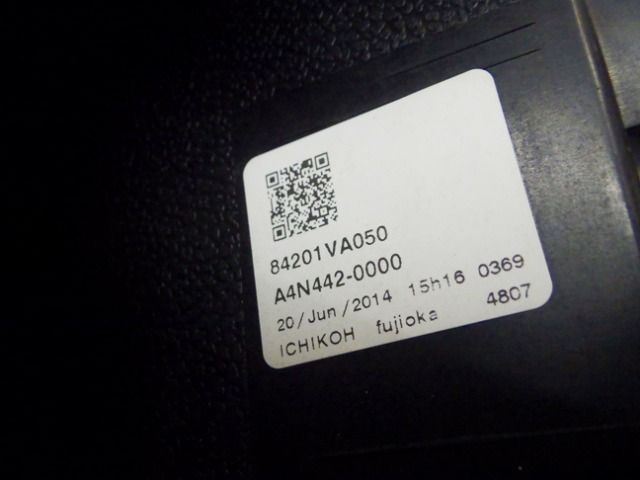 84201VA050
A4N442-0000
20/Jun/2014 15h16 0369
ICHIKOH fujioka 4807